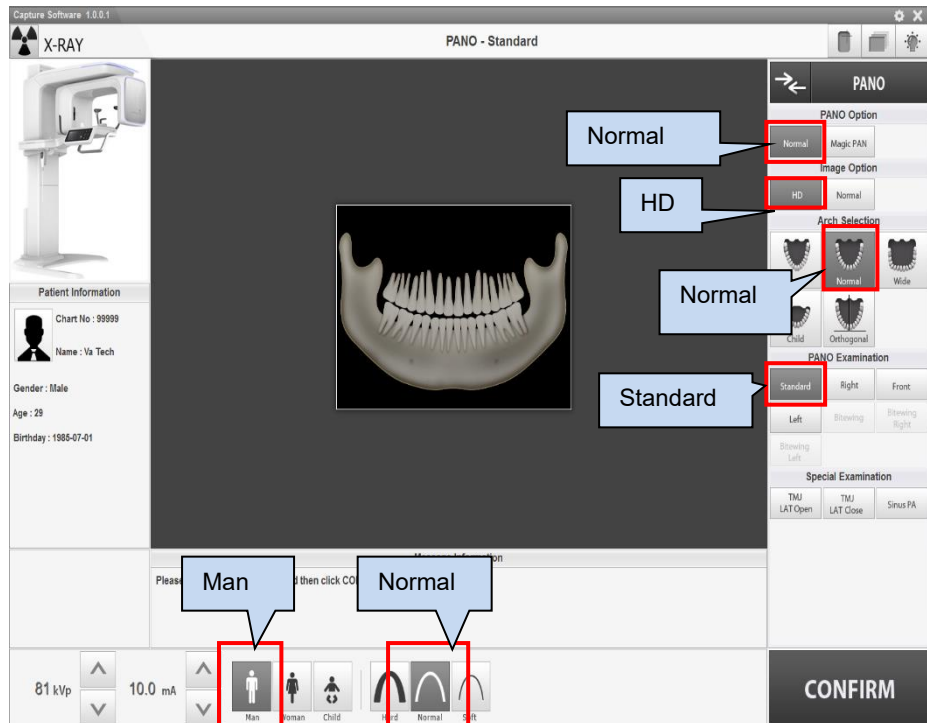 Capture Software 1.0.0.1
X-RAY
PANO - Standard
PANO
PANO Option
Normal
Magic PAN
Normal
Image Option
HD
Normal
HD
Arch Selection
Normal
Wide
Normal
Child
Orthogonal
PANO Examination
Standard
Right
Front
Standard
Left
Bitewing
Bitewing Right
Bitewing Left
Special Examination
TMJ LAT Open
TMJ LAT Close
Sinus PA
Patient Information
Chart No : 99999
Name : Va Tech
Gender : Male
Age : 29
Birthday : 1985-07-01
Please
d then click CO
Man
Normal
81 kVp
10.0 mA
Man
Woman
Child
Hard
Normal
Soft
CONFIRM